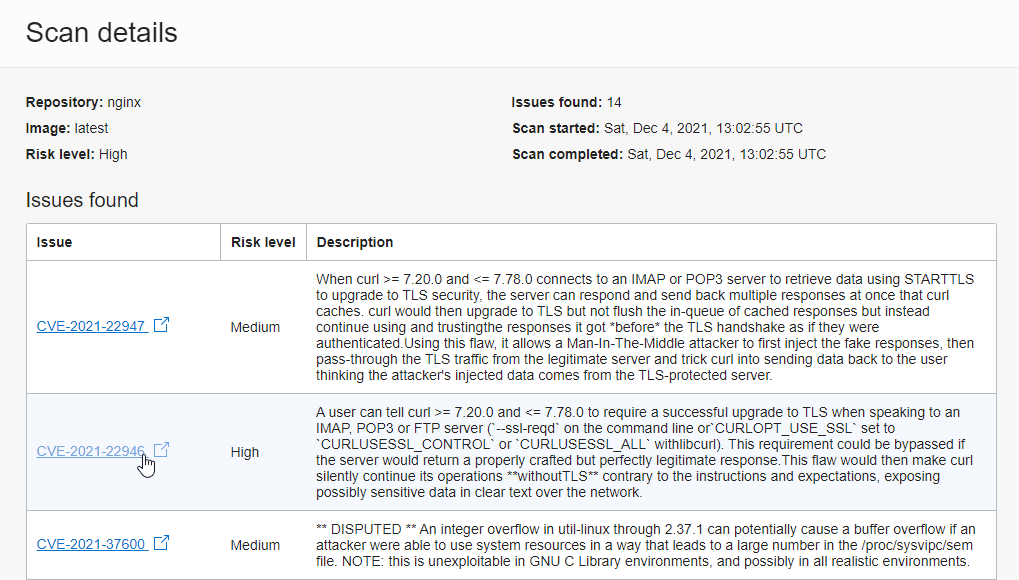 Scan details
Repository: nginx
Issues found: 14
Image: latest
Scan started: Sat, Dec 4, 2021, 13:02:55 UTC
Risk level: High
Scan completed: Sat, Dec 4, 2021, 13:02:55 UTC
Issues found
Issue
Risk level
Description
CVE-2021-22947
Medium
When curl >= 7.20.0 and <= 7.78.0 connects to an IMAP or POP3 server to retrieve data using STARTTLS
to upgrade to TLS security, the server can respond and send back multiple responses at once that curl
caches. curl would then upgrade to TLS but not flush the in-queue of cached responses but instead
continue using and trustingthe responses it got *before* the TLS handshake as if they were
authenticated.Using this flaw, it allows a Man-In-The-Middle attacker to first inject the fake responses, then
pass-through the TLS traffic from the legitimate server and trick curl into sending data back to the user
thinking the attacker's injected data comes from the TLS-protected server.
CVE-2021-22946
High
A user can tell curl >= 7.20.0 and <= 7.78.0 to require a successful upgrade to TLS when speaking to an
IMAP, POP3 or FTP server (`--ssl-reqd` on the command line or`CURLOPT_USE_SSL` set to
`CURLUSESSL_CONTROL` or `CURLUSESSL_ALL` withlibcurl). This requirement could be bypassed if
the server would return a properly crafted but perfectly legitimate response.This flaw would then make curl
silently continue its operations **withoutTLS** contrary to the instructions and expectations, exposing
possibly sensitive data in clear text over the network.
CVE-2021-37600
Medium
** DISPUTED ** An integer overflow in util-linux through 2.37.1 can potentially cause a buffer overflow if an
attacker were able to use system resources in a way that leads to a large number in the /proc/sysvipc/sem
file. NOTE: this is unexploitable in GNU C Library environments, and possibly in all realistic environments.